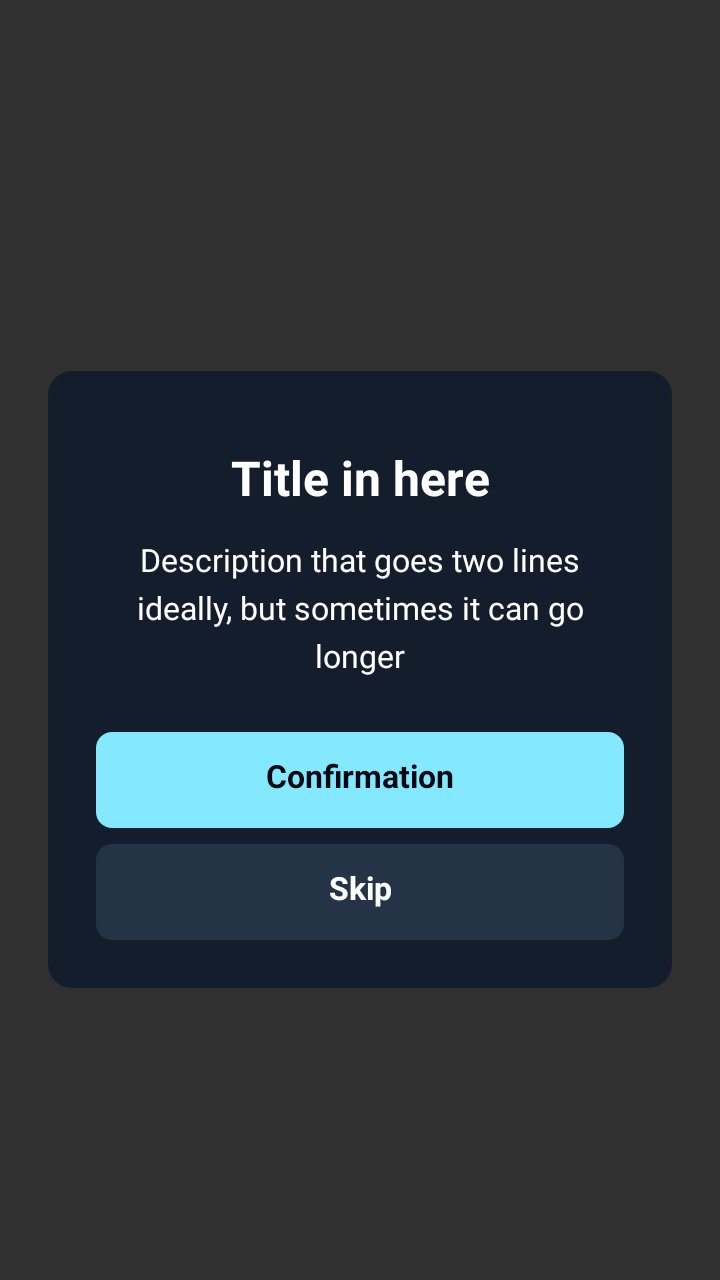 Title in here
Description that goes two lines
ideally, but sometimes it can go
longer
Confirmation
Skip